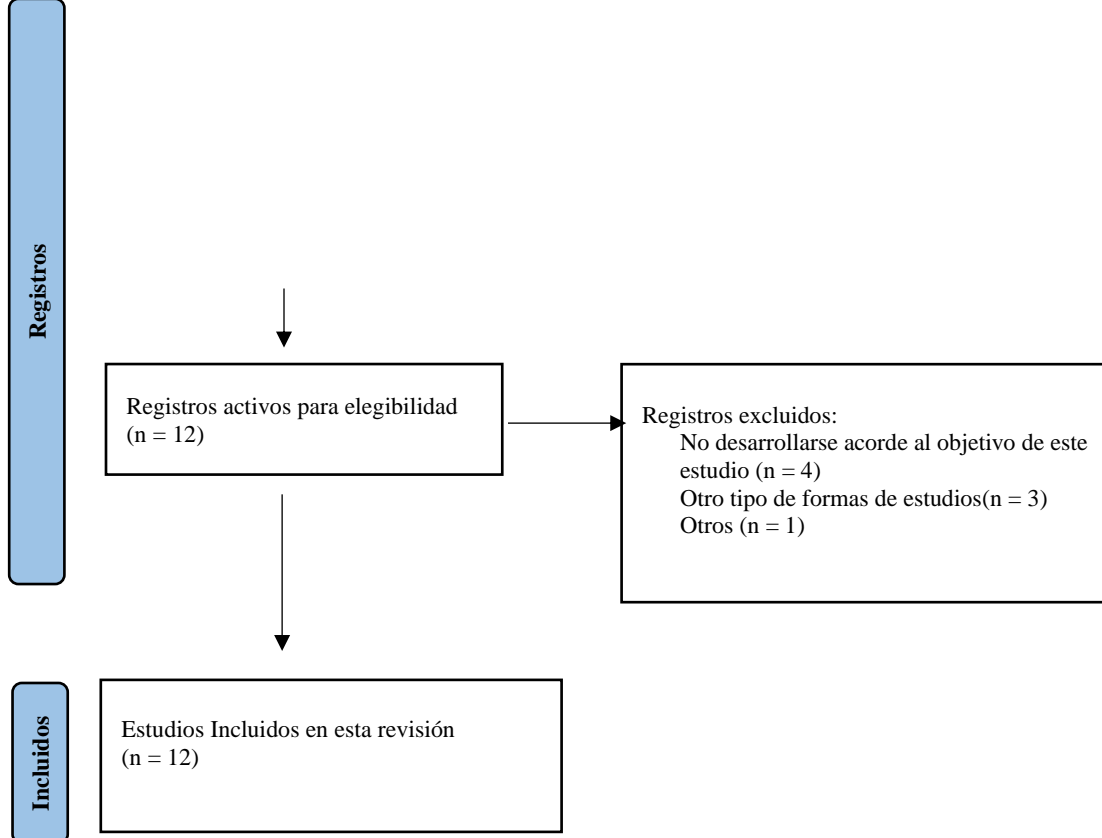 Registros
Registros activos para elegibilidad
(n = 12)
Registros excluidos:
No desarrollarse acorde al objetivo de este
estudio (n = 4)
Otro tipo de formas de estudios(n = 3)
Otros (n = 1)
Incluidos
Estudios Incluidos en esta revisión
(n = 12)